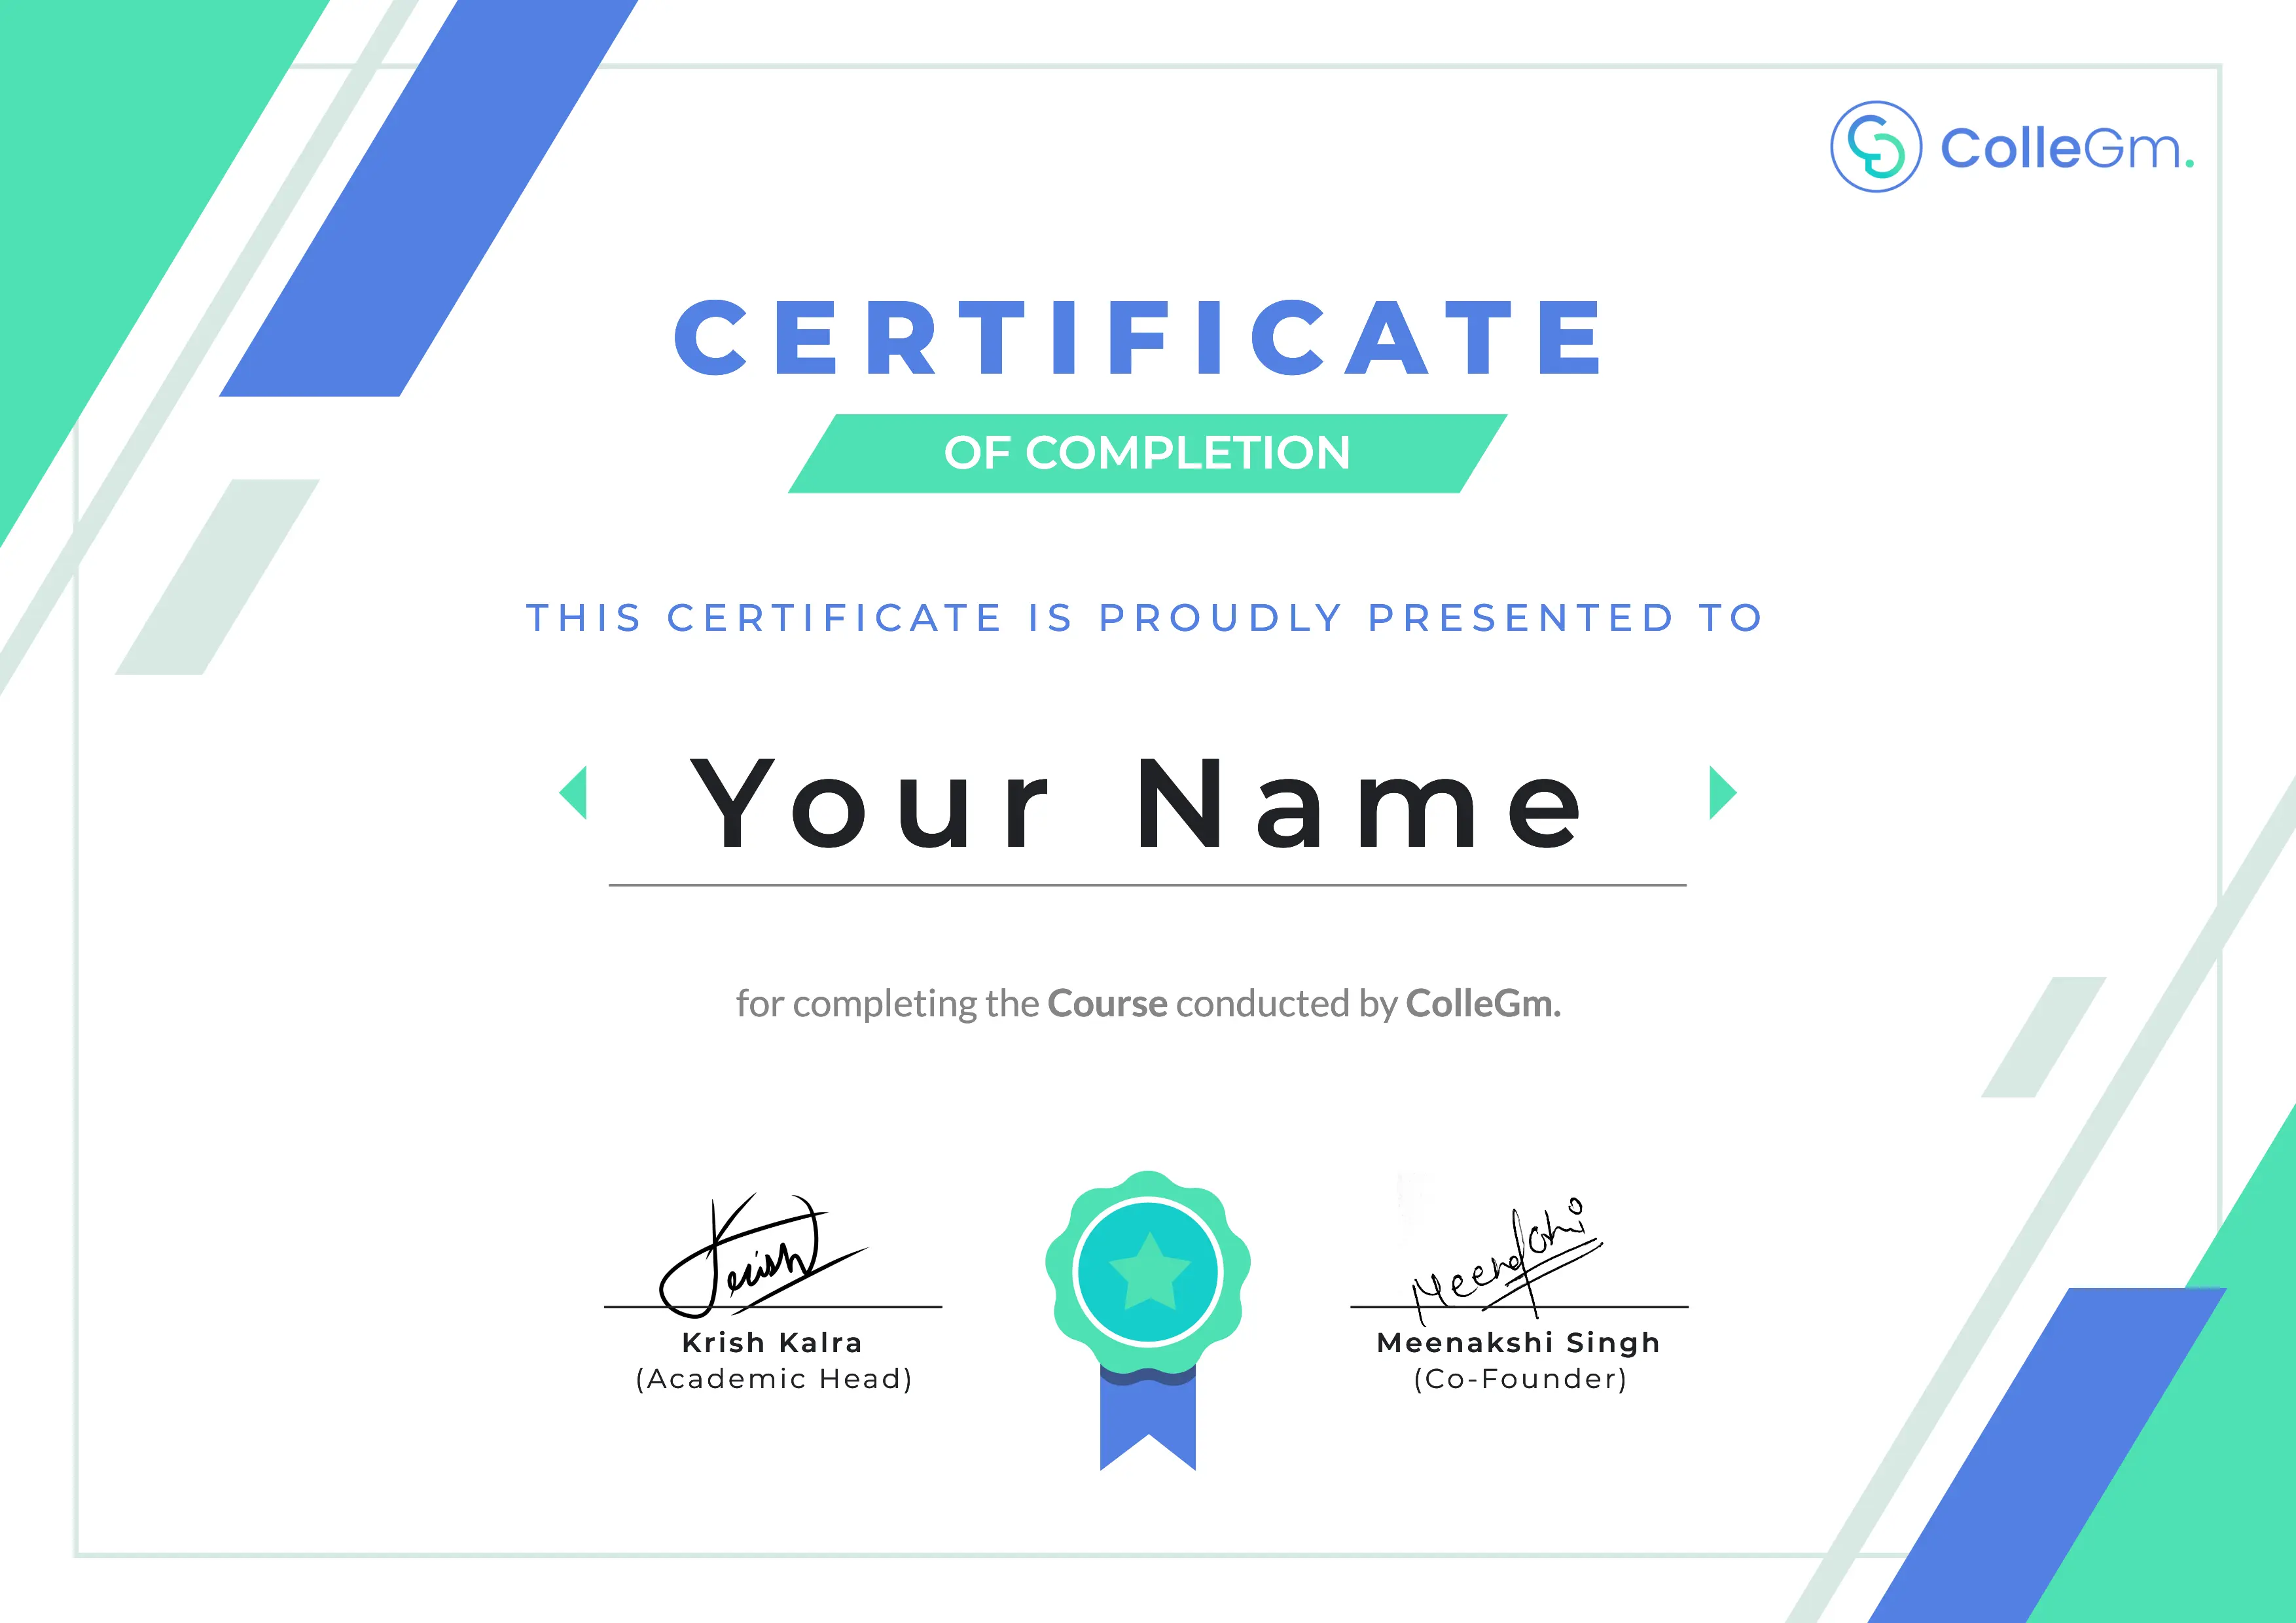 ColleGm.
CERTIFICATE
OF COMPLETION
THIS CERTIFICATE IS PROUDLY PRESENTED TO
Your Name
for completing the Course conducted by ColleGm.
Krish
Meenakshi
Krish Kalra
Meenakshi Singh
(Academic Head)
(Co-Founder)